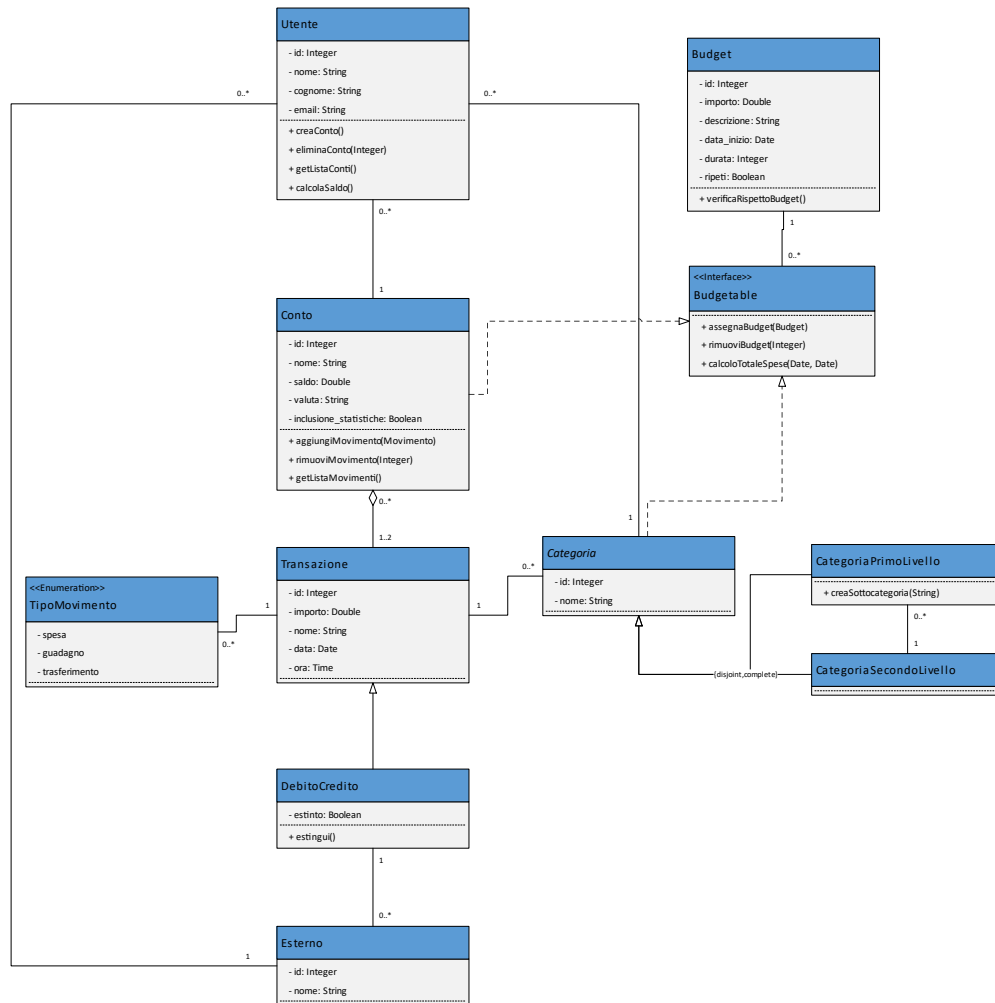 Utente
- id: Integer
- nome: String
- cognome: String
- email: String
+ creaConto()
+ eliminaConto(Integer)
+ getListaConti()
+ calcolaSaldo()
0..*
0..*
0..*
1
Budget
- id: Integer
- importo: Double
- descrizione: String
- data_inizio: Date
- durata: Integer
- ripeti: Boolean
+ verificaRispettoBudget()
1
0..*
<<Interface>>
Budgetable
+ assegnaBudget(Budget)
+ rimuoviBudget(Integer)
+ calcoloTotaleSpese(Date, Date)
Conto
- id: Integer
- nome: String
- saldo: Double
- valuta: String
- inclusione_statistiche: Boolean
+ aggiungiMovimento(Movimento)
+ rimuoviMovimento(Integer)
+ getListaMovimenti()
0..*
1..2
1
Categoria
- id: Integer
- nome: String
0..*
1
Transazione
- id: Integer
- importo: Double
- nome: String
- data: Date
- ora: Time
<<Enumeration>>
TipoMovimento
- spesa
- guadagno
- trasferimento
1
0..*
CategoriaPrimoLivello
+ creaSottocategoria(String)
0..*
1
CategoriaSecondoLivello
{disjoint,complete}
DebitoCredito
- estinto: Boolean
+ estingui()
1
0..*
1
Esterno
- id: Integer
- nome: String